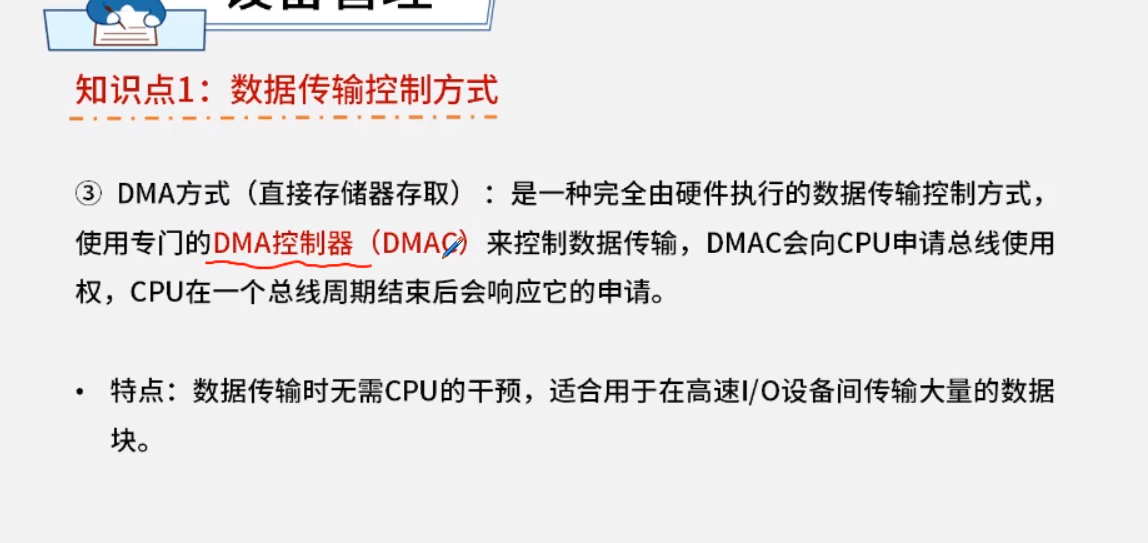 设备管理
知识点1：数据传输控制方式
③ DMA方式（直接存储器存取）：是一种完全由硬件执行的数据传输控制方式，
使用专门的DMA控制器（DMAC）来控制数据传输，DMAC会向CPU申请总线使用
权，CPU在一个总线周期结束后会响应它的申请。
• 特点：数据传输时无需CPU的干预，适合用于在高速I/O设备间传输大量的数据
块。